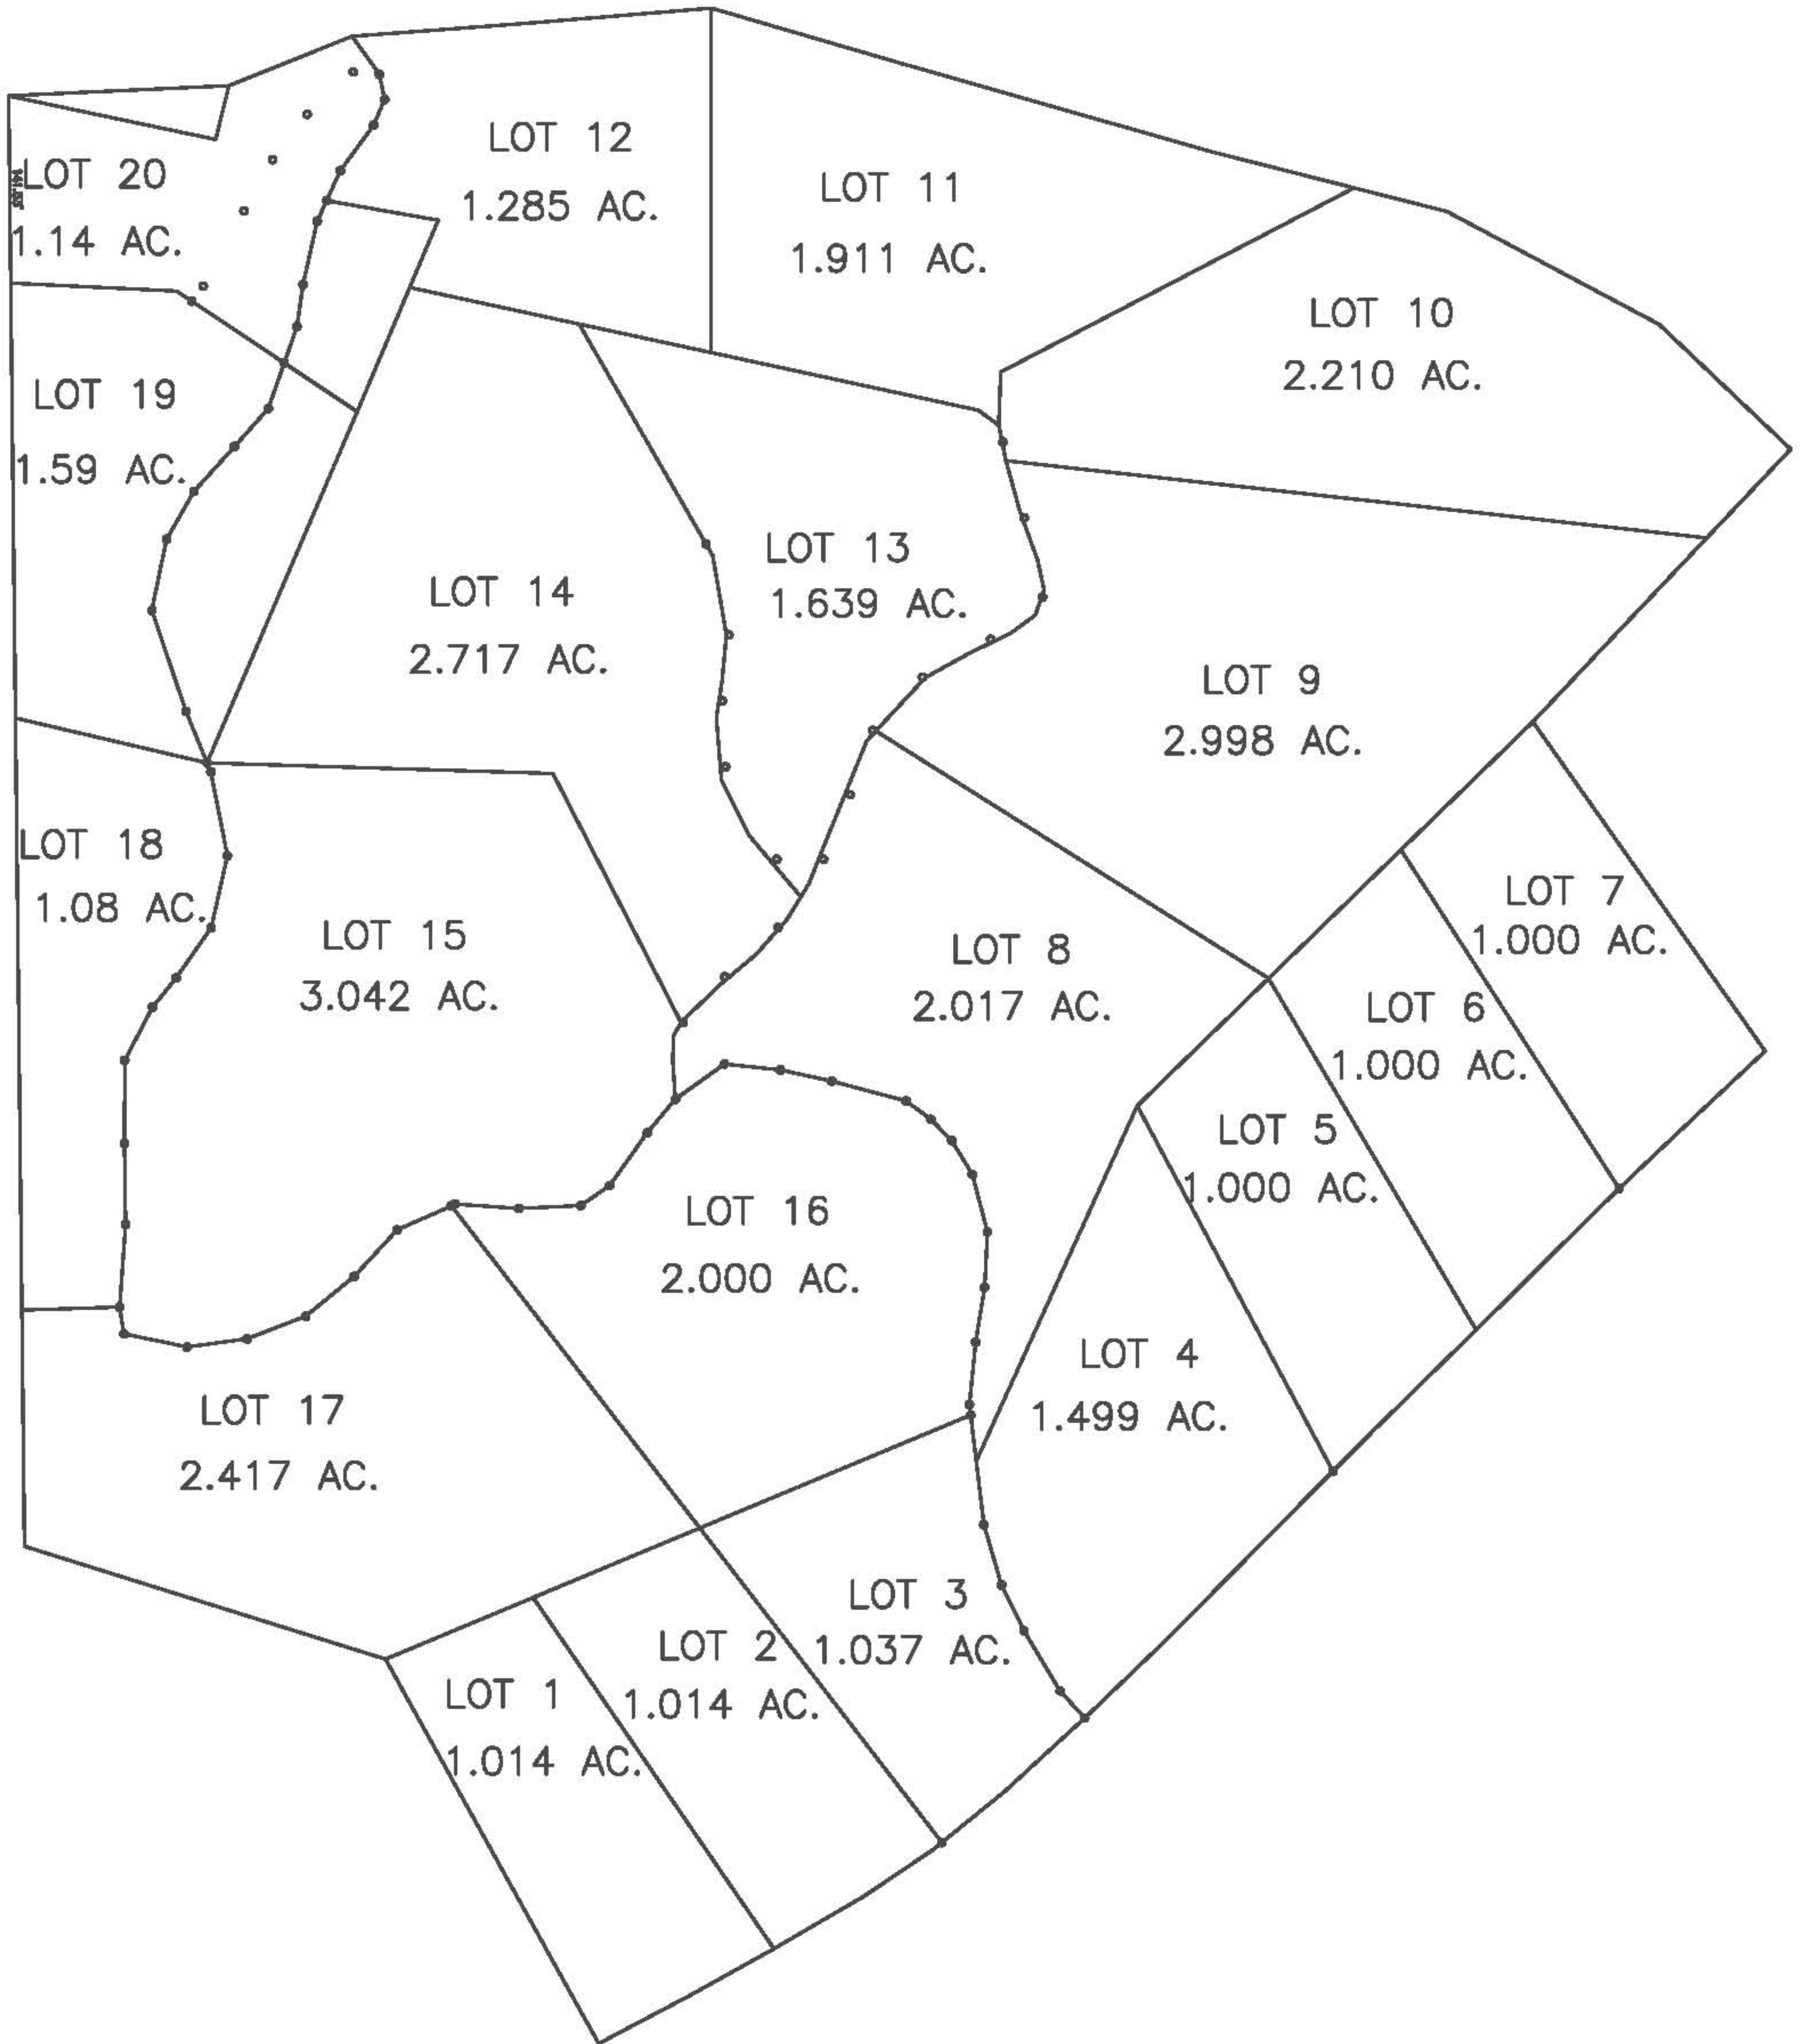 LOT 12
1.285 AC.
LOT 20
1.14 AC.
LOT 11
1.911 AC.
LOT 10
2.210 AC.
LOT 19
1.59 AC.
LOT 13
1.639 AC.
LOT 14
2.717 AC.
LOT 9
2.998 AC.
LOT 18
1.08 AC.
LOT 7
1.000 AC.
LOT 15
3.042 AC.
LOT 8
2.017 AC.
LOT 6
1.000 AC.
LOT 5
1.000 AC.
LOT 16
2.000 AC.
LOT 4
1.499 AC.
LOT 17
2.417 AC.
LOT 3
1.037 AC.
LOT 2
1.014 AC.
LOT 1
1.014 AC.